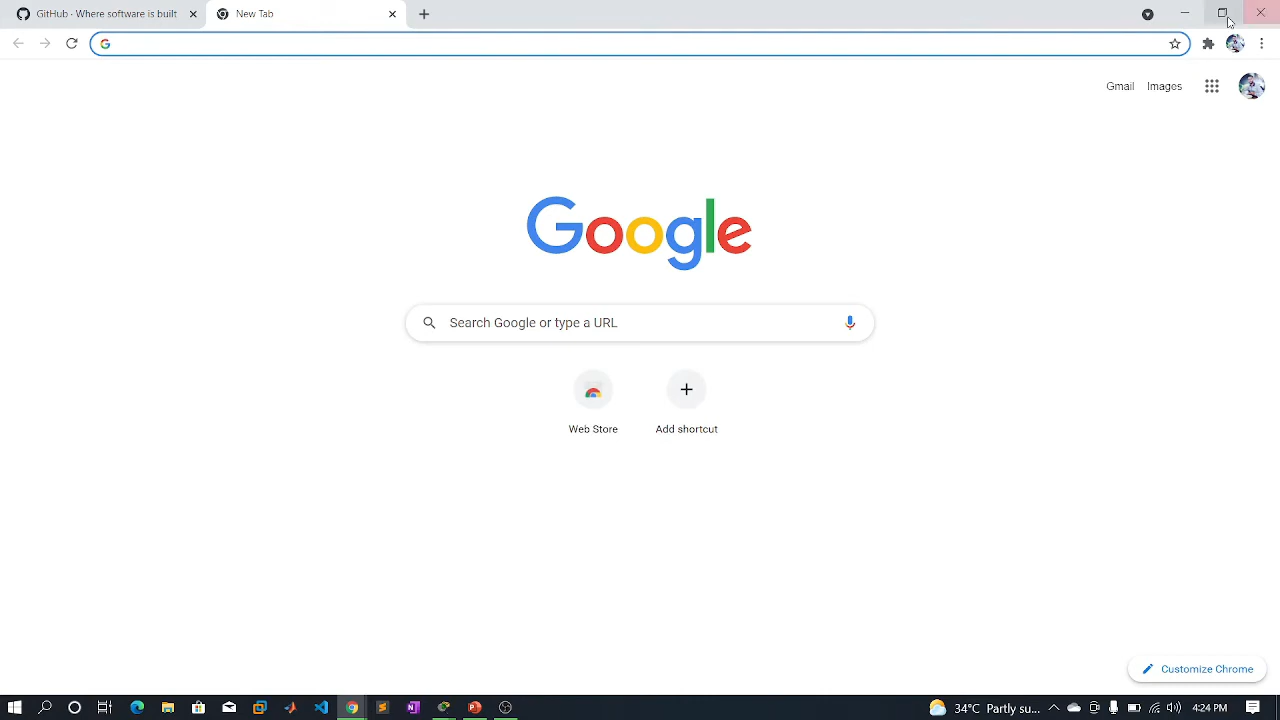 GitHub · Where software is built
New Tab
Gmail
Images
Google
Search Google or type a URL
Web Store
Add shortcut
Customize Chrome
34°C Partly su...
4:24 PM